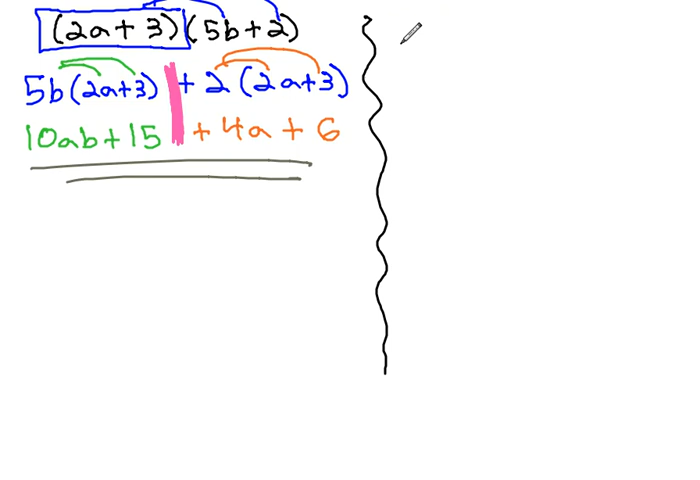 (2a+3)(5b+2)
5b(2a+3) + 2(2a+3)
10ab+15 + 4a + 6